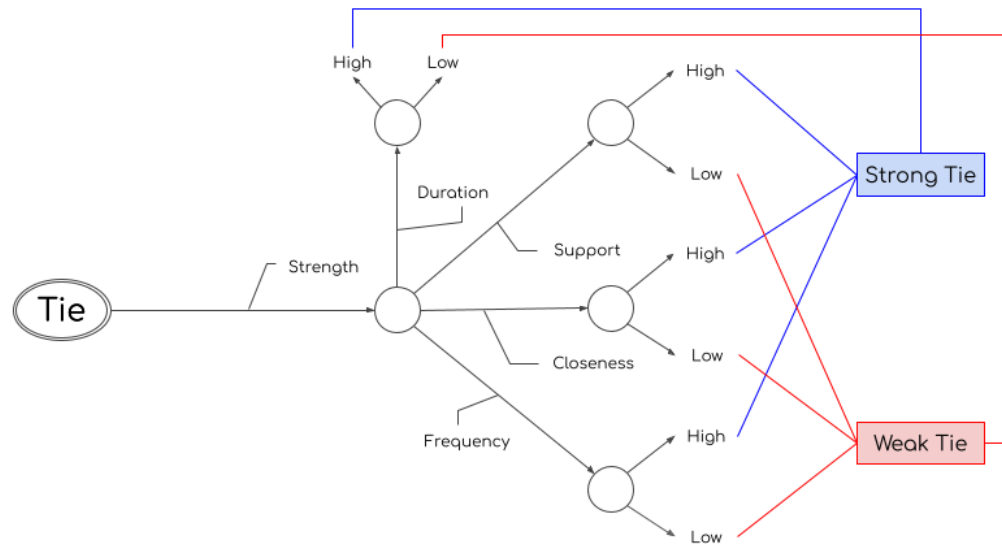 High
Low
High
Duration
Low
Support
Strong Tie
High
Strength
Tie
Closeness
Low
Frequency
High
Weak Tie
Low